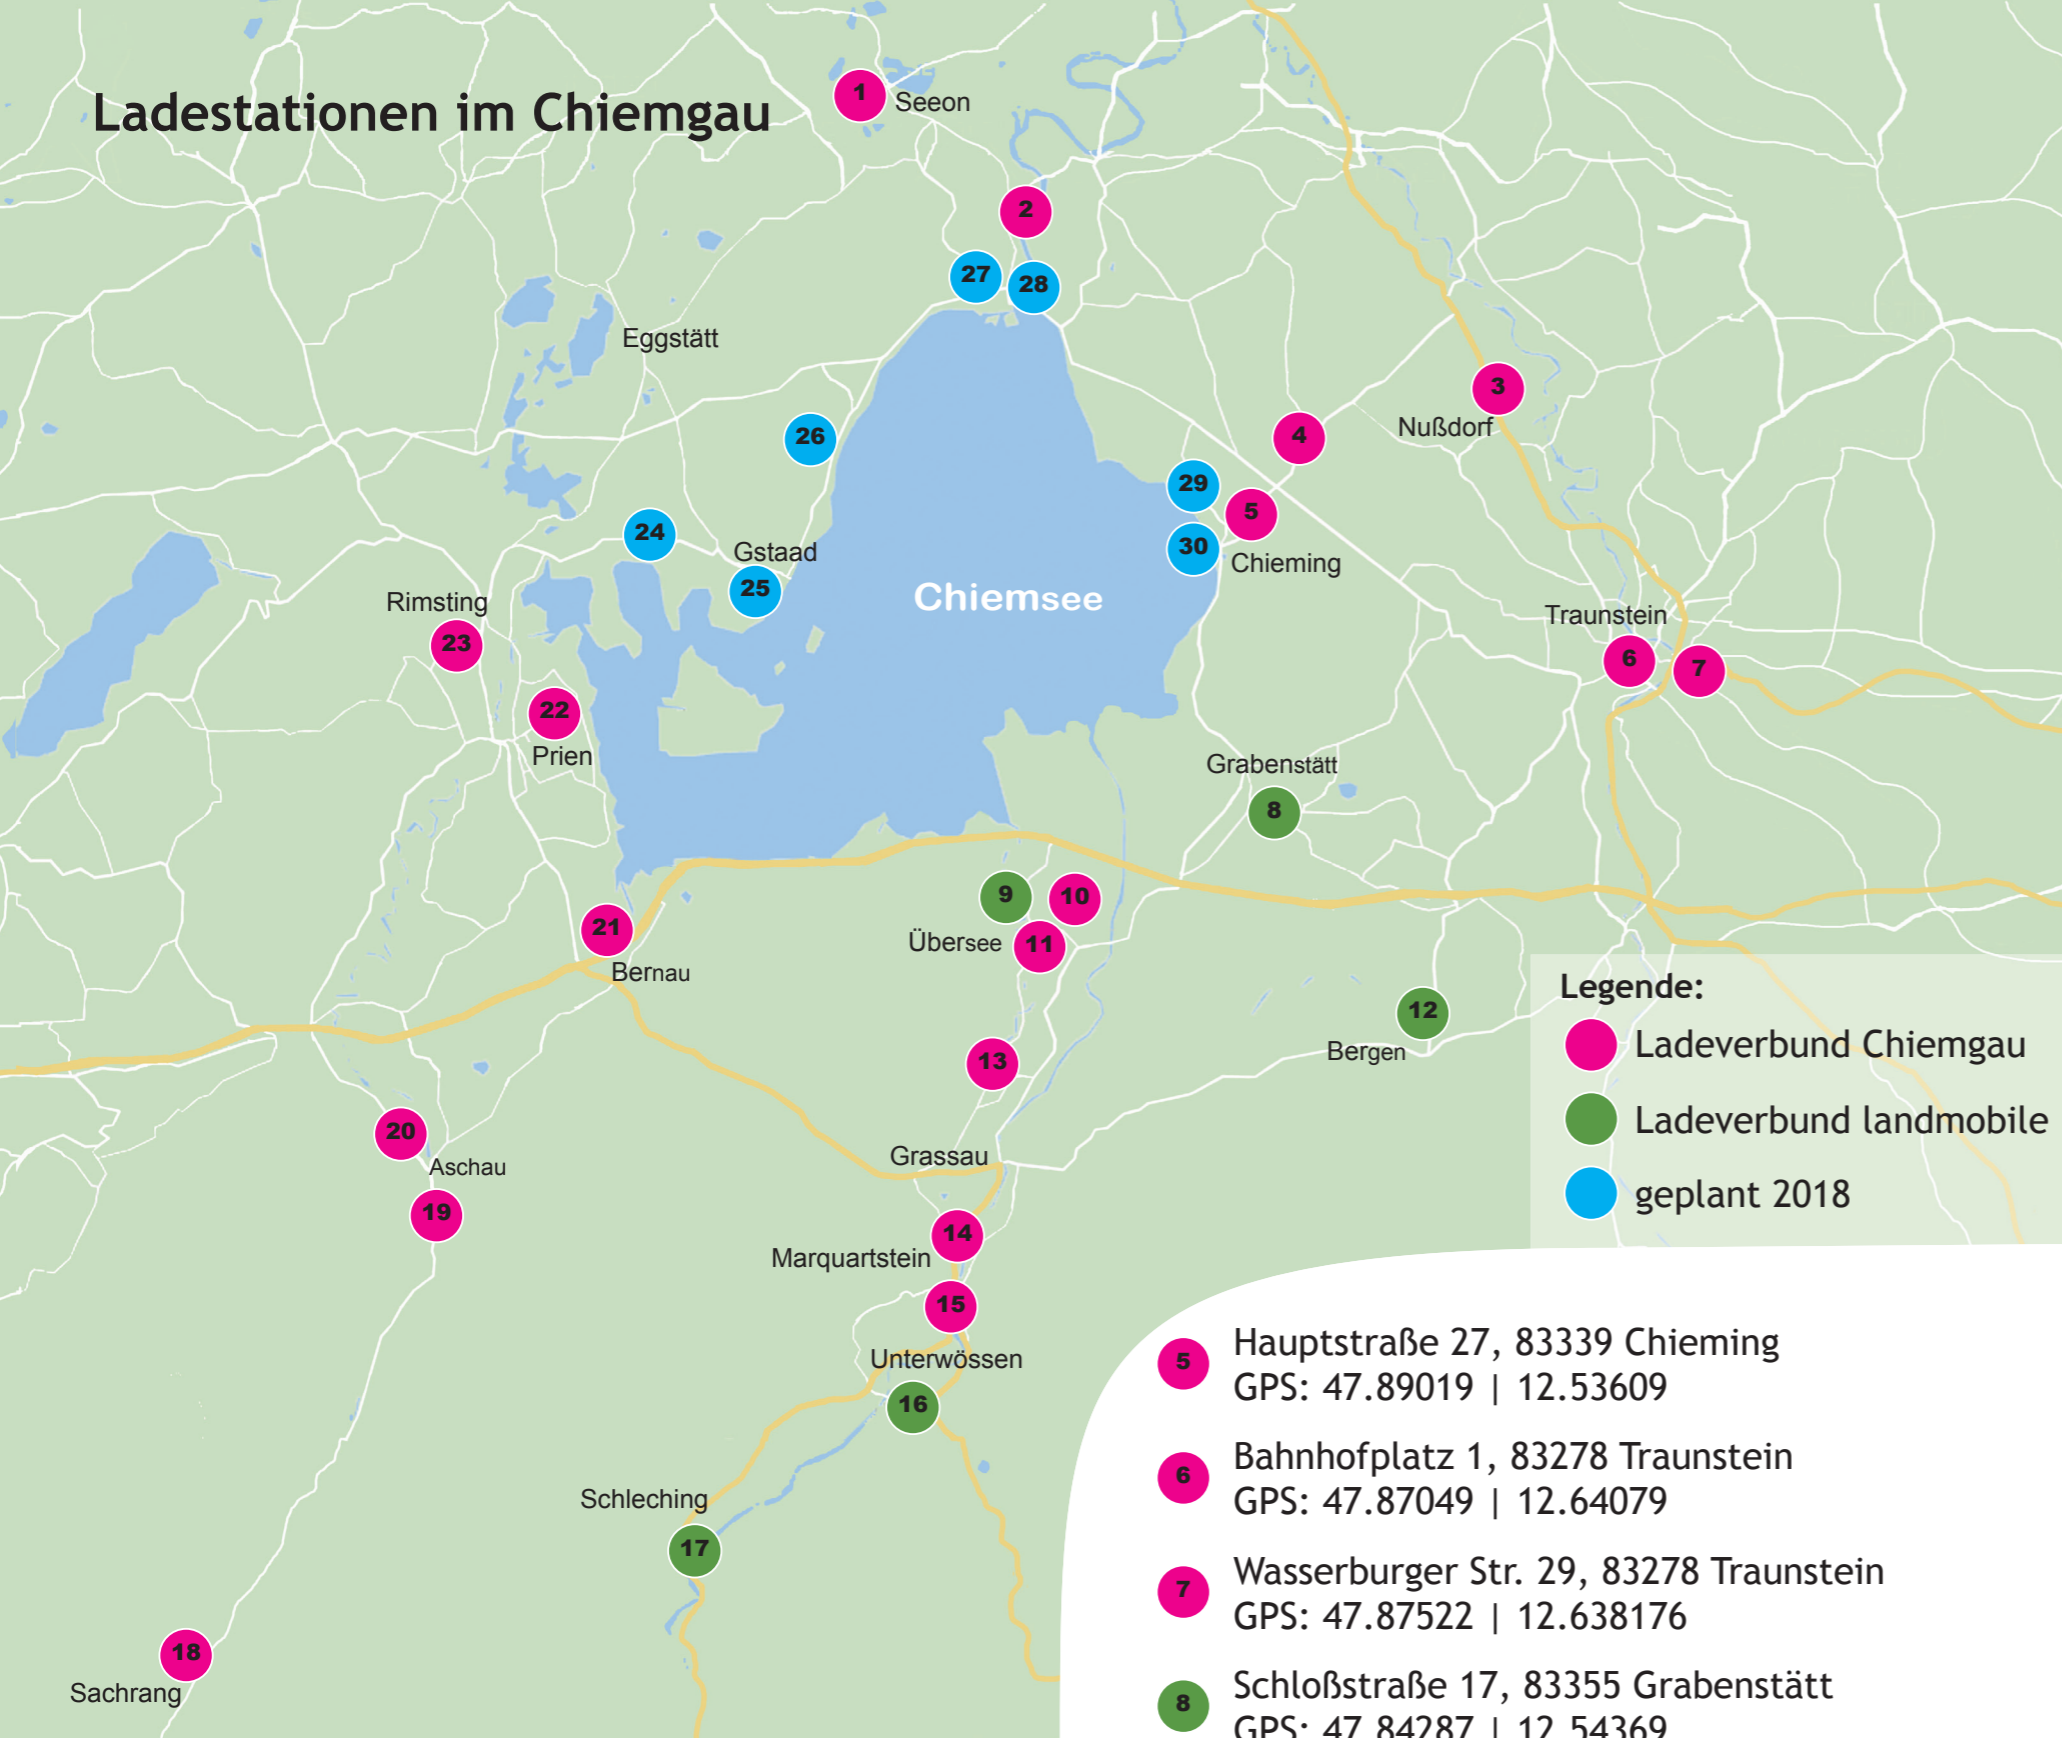 Ladestationen im Chiemgau
1
Seeon
2
27
28
Eggstätt
3
Nußdorf
4
26
29
5
24
30
Gstaad
Chieming
25
Chiemsee
Rimsting
23
Traunstein
6
7
22
Prien
Grabenstätt
8
9
10
21
Übersee
11
Bernau
12
Bergen
13
20
Aschau
Grassau
19
14
Marquartstein
15
Unterwössen
16
Schleching
17
18
Sachrang
Legende:
Ladeverbund Chiemgau
Ladeverbund landmobile
geplant 2018
5 Hauptstraße 27, 83339 Chieming
GPS: 47.89019 | 12.53609
6 Bahnhofplatz 1, 83278 Traunstein
GPS: 47.87049 | 12.64079
7 Wasserburger Str. 29, 83278 Traunstein
GPS: 47.87522 | 12.638176
8 Schloßstraße 17, 83355 Grabenstätt
GPS: 47.84287 | 12.54369